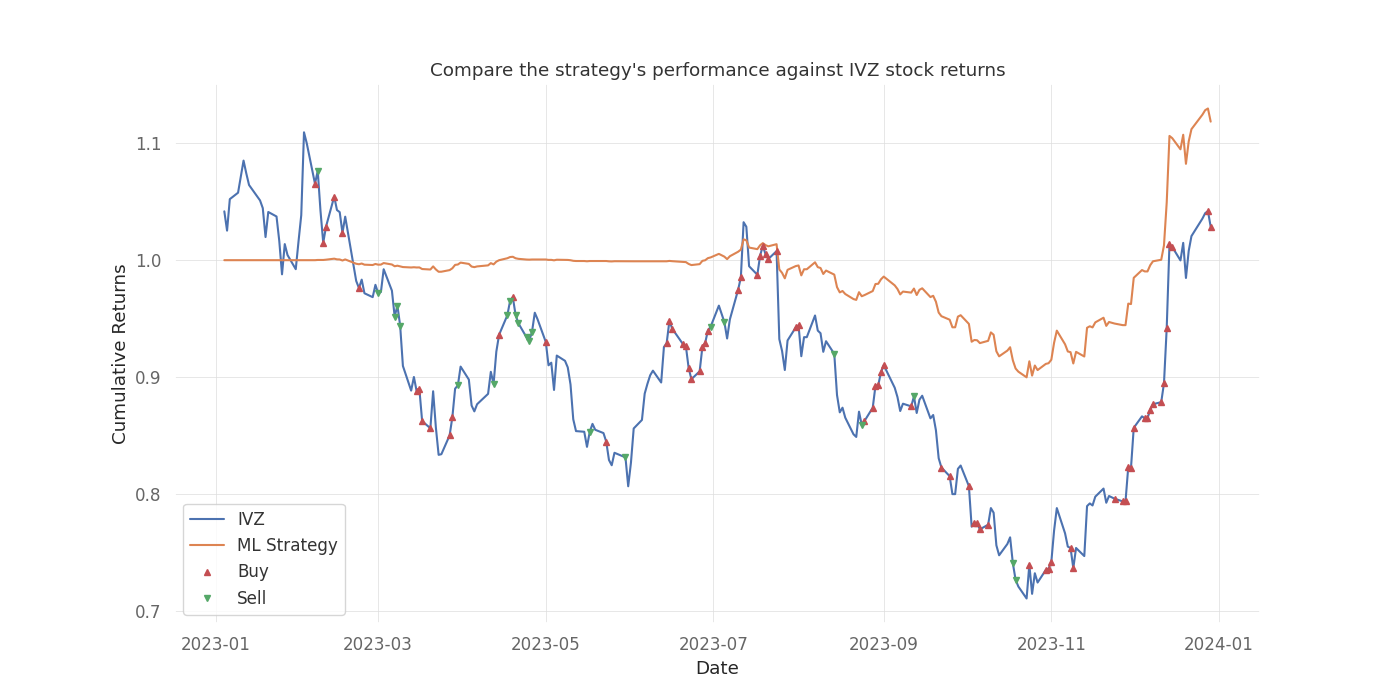 Compare the strategy's performance against IVZ stock returns
Cumulative Returns
1.1
1.0
0.9
0.8
0.7
IVZ
ML Strategy
Buy
Sell
2023-01
2023-03
2023-05
2023-07
2023-09
2023-11
2024-01
Date